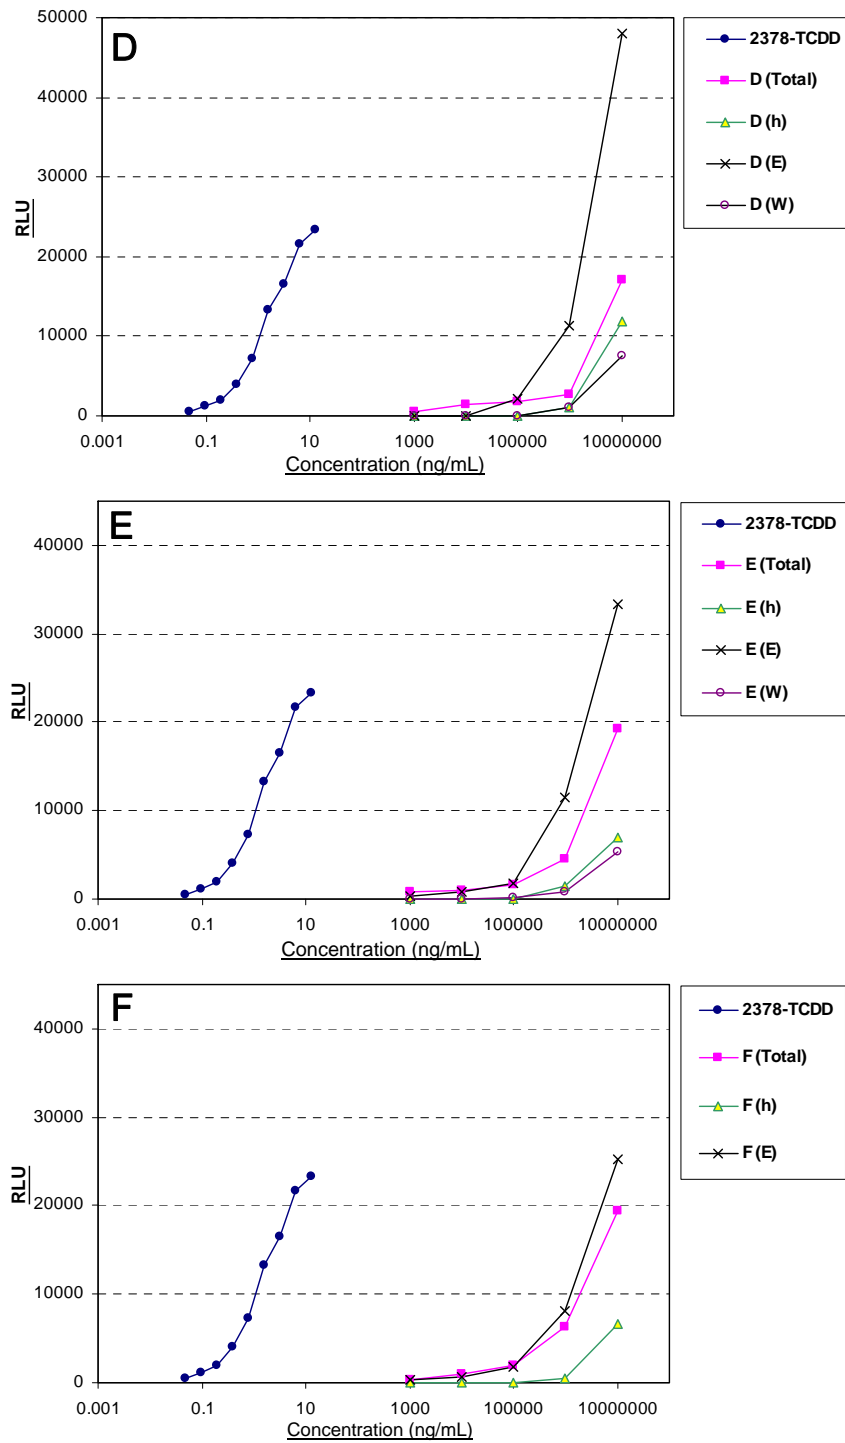 D
50000
40000
30000
20000
10000
0
RLU
0.001 0.1 10 1000 100000 10000000
Concentration (ng/mL)
2378-TCDD
D (Total)
D (h)
D (E)
D (W)
E
40000
30000
20000
10000
0
RLU
0.001 0.1 10 1000 100000 10000000
Concentration (ng/mL)
2378-TCDD
E (Total)
E (h)
E (E)
E (W)
F
40000
30000
20000
10000
0
RLU
0.001 0.1 10 1000 100000 10000000
Concentration (ng/mL)
2378-TCDD
F (Total)
F (h)
F (E)